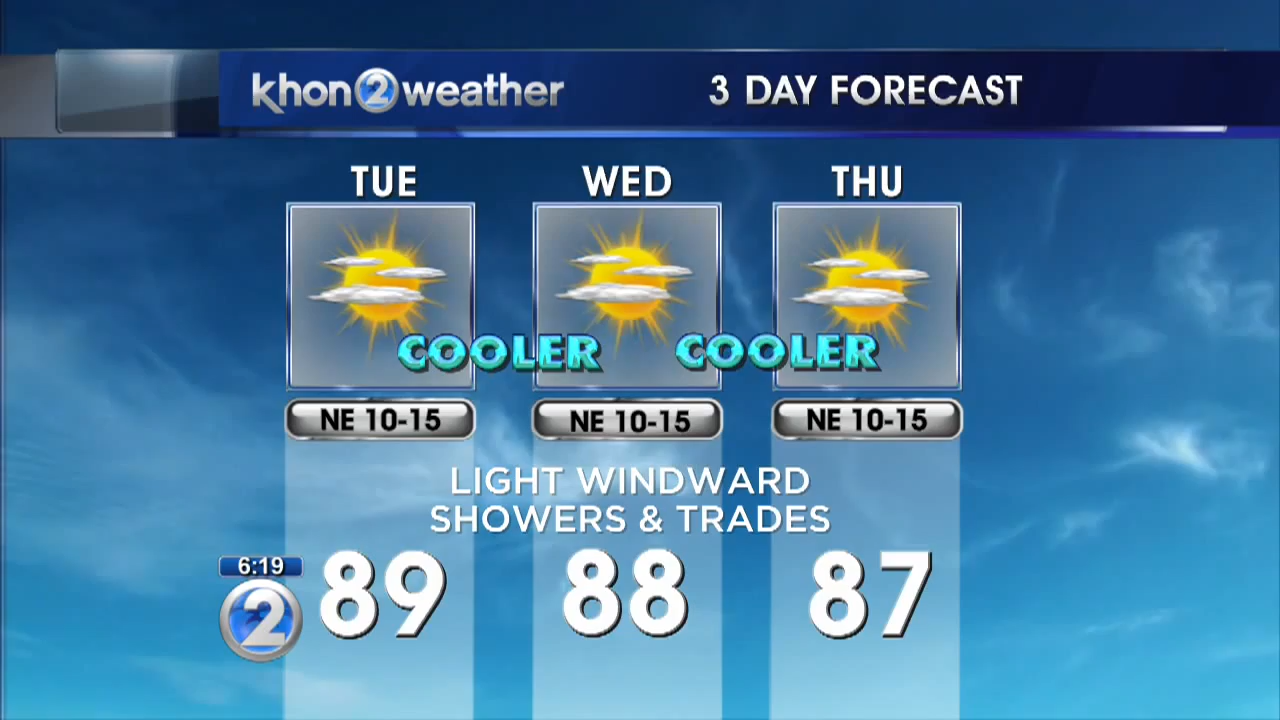 khon2weather
3 DAY FORECAST
TUE WED THU
COOLER COOLER
NE 10-15 NE 10-15 NE 10-15
LIGHT WINDWARD
SHOWERS & TRADES
6:19
2
89 88 87